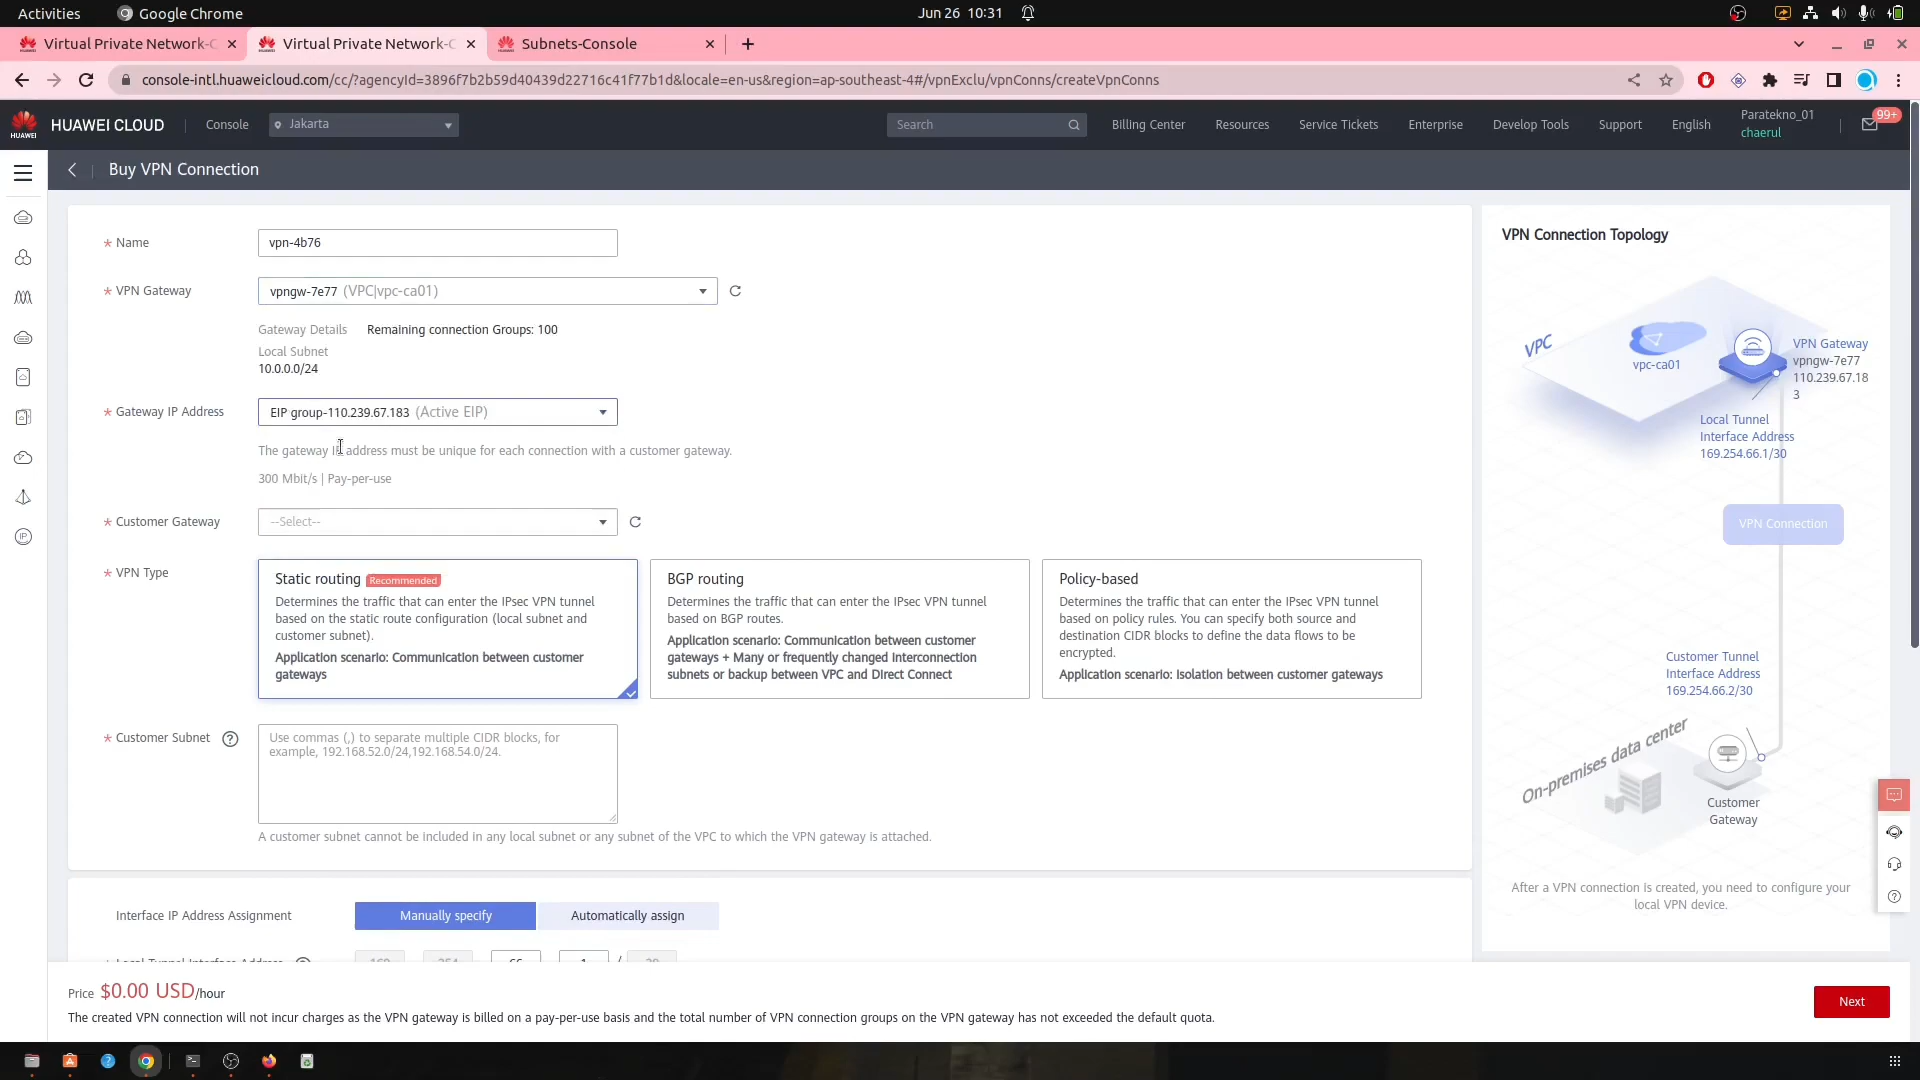 Activities
Google Chrome
Jun 26 10:31
Virtual Private Network-C
Virtual Private Network-C
Subnets-Console
console-intl.huaweicloud.com/cc/?agencyId=3896f7b2b59d40439d22716c41f77b1d&locale=en-us&region=ap-southeast-4#/vpnExclu/vpnConns/createVpnConns
HUAWEI
HUAWEI CLOUD
Console
Jakarta
Search
Billing Center
Resources
Service Tickets
Enterprise
Develop Tools
Support
English
Paratekno_01
chaerul
99+
Buy VPN Connection
* Name
vpn-4b76
* VPN Gateway
vpngw-7e77 (VPC|vpc-ca01)
Gateway Details Remaining connection Groups: 100
Local Subnet
10.0.0.0/24
* Gateway IP Address
EIP group-110.239.67.183 (Active EIP)
The gateway IP address must be unique for each connection with a customer gateway.
300 Mbit/s | Pay-per-use
* Customer Gateway
--Select--
* VPN Type
Static routing Recommended
Determines the traffic that can enter the IPsec VPN tunnel
based on the static route configuration (local subnet and
customer subnet).
Application scenario: Communication between customer
gateways
BGP routing
Determines the traffic that can enter the IPsec VPN tunnel
based on BGP routes.
Application scenario: Communication between customer
gateways + Many or frequently changed interconnection
subnets or backup between VPC and Direct Connect
Policy-based
Determines the traffic that can enter the IPsec VPN tunnel
based on policy rules. You can specify both source and
destination CIDR blocks to define the data flows to be
encrypted.
Application scenario: Isolation between customer gateways
* Customer Subnet
Use commas (,) to separate multiple CIDR blocks, for
example, 192.168.52.0/24,192.168.54.0/24.
A customer subnet cannot be included in any local subnet or any subnet of the VPC to which the VPN gateway is attached.
Interface IP Address Assignment
Manually specify
Automatically assign
* Local Tunnel Interface Address
169 254 66 1 / 30
VPN Connection Topology
VPC
vpc-ca01
VPN Gateway
vpngw-7e77
110.239.67.18
3
Local Tunnel
Interface Address
169.254.66.1/30
VPN Connection
Customer Tunnel
Interface Address
169.254.66.2/30
On-premises data center
Customer
Gateway
After a VPN connection is created, you need to configure your
local VPN device.
Price $0.00 USD/hour
The created VPN connection will not incur charges as the VPN gateway is billed on a pay-per-use basis and the total number of VPN connection groups on the VPN gateway has not exceeded the default quota.
Next